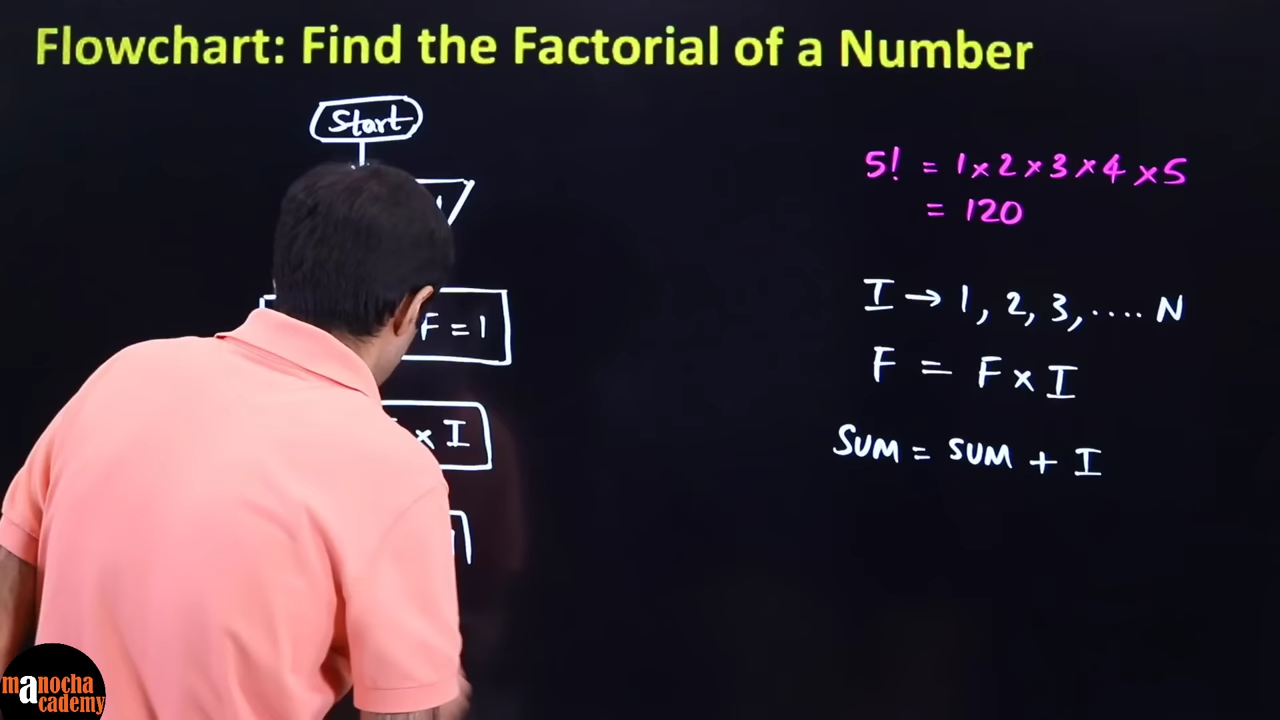 Flowchart: Find the Factorial of a Number
Start
F = 1
x I
5! = 1 x 2 x 3 x 4 x 5
= 120
I → 1, 2, 3, .... N
F = F x I
SUM = SUM + I
manocha
academy